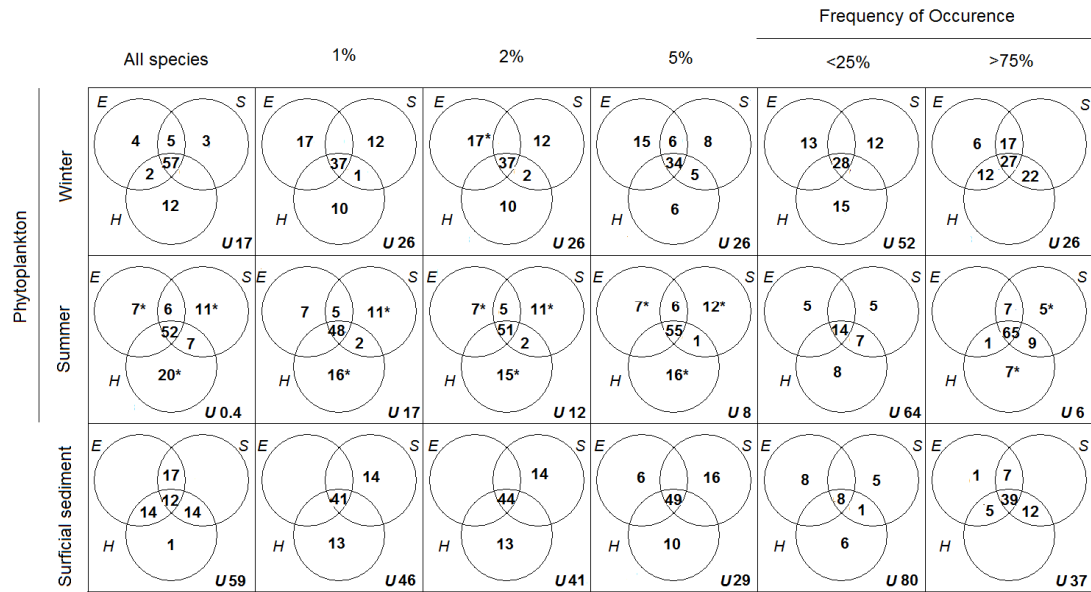 Frequency of Occurence
All species 1% 2% 5% <25% >75%
Phytoplankton
Winter
E S 4 5 3 57 2 12 H U 17
E S 17 12 37 1 10 H U 26
E S 17* 12 37 2 10 H U 26
E S 15 6 8 34 5 6 H U 26
E S 13 12 28 15 H U 52
E S 6 17 27 12 22 H U 26
Summer
E S 7* 6 11* 52 7 20* H U 0.4
E S 7 5 11* 48 2 16* H U 17
E S 7* 5 11* 51 2 15* H U 12
E S 7* 6 12* 55 1 16* H U 8
E S 5 5 14 7 8 H U 64
E S 7 5* 65 1 9 7* H U 6
Surficial sediment
E S 17 12 14 14 1 H U 59
E S 14 41 13 H U 46
E S 14 44 13 H U 41
E S 6 16 49 10 H U 29
E S 8 5 8 1 6 H U 80
E S 1 7 39 5 12 H U 37